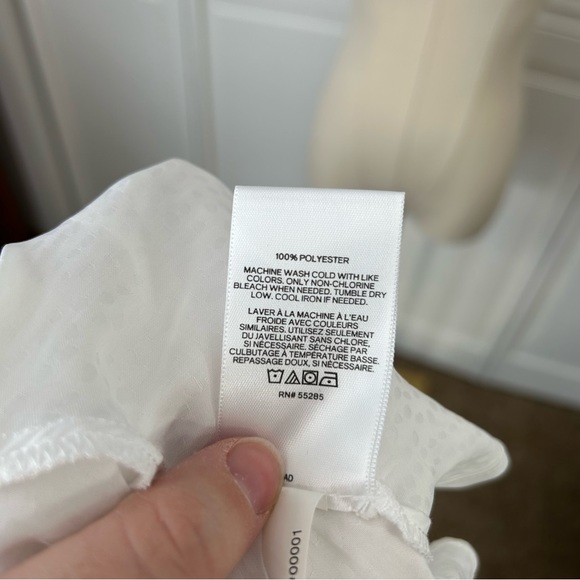 100% POLYESTER
MACHINE WASH COLD WITH LIKE
COLORS. ONLY NON-CHLORINE
BLEACH WHEN NEEDED. TUMBLE DRY
LOW. COOL IRON IF NEEDED.
LAVER À LA MACHINE À L'EAU
FROIDE AVEC COULEURS
SIMILAIRES. UTILISEZ SEULEMENT
DU JAVELLISANT SANS CHLORE,
SI NÉCESSAIRE. SÉCHAGE PAR
CULBUTAGE À TEMPÉRATURE BASSE.
REPASSAGE DOUX, SI NÉCESSAIRE.
RN# 55285